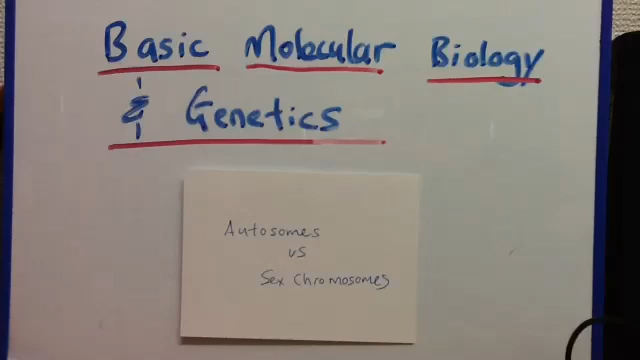 Basic Molecular Biology
& Genetics
Autosomes
vs
Sex Chromosomes